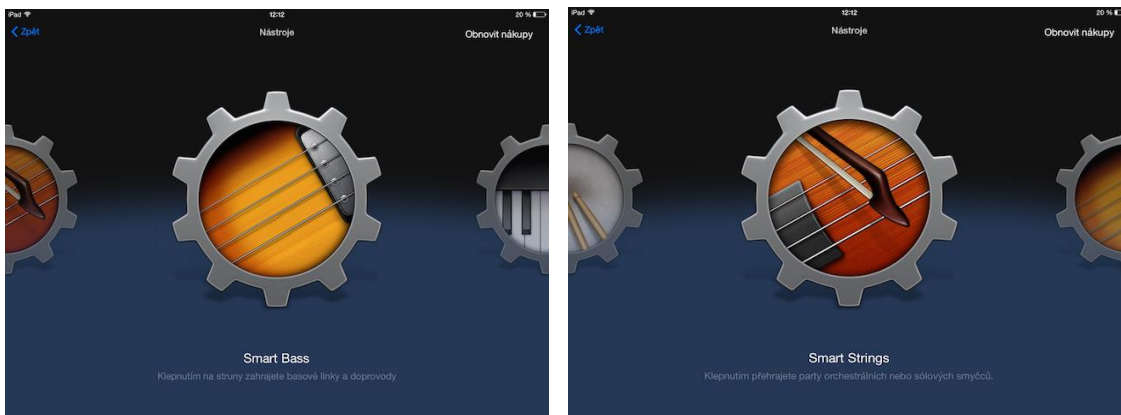 iPad 12:12 20 %
Zpět Nástroje Obnovit nákupy
Smart Bass
Klepnutím na struny zahrajete basové linky a doprovody
iPad 12:12 20 %
Zpět Nástroje Obnovit nákupy
Smart Strings
Klepnutím přehrajete party orchestrálních nebo sólových smyčců.